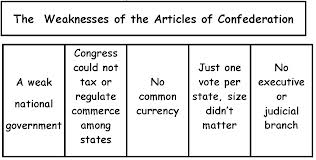 The Weaknesses of the Articles of Confederation
A weak
national
government
Congress
could not
tax or
regulate
commerce
among
states
No
common
currency
Just one
vote per
state, size
didn't
matter
No
executive
or
judicial
branch